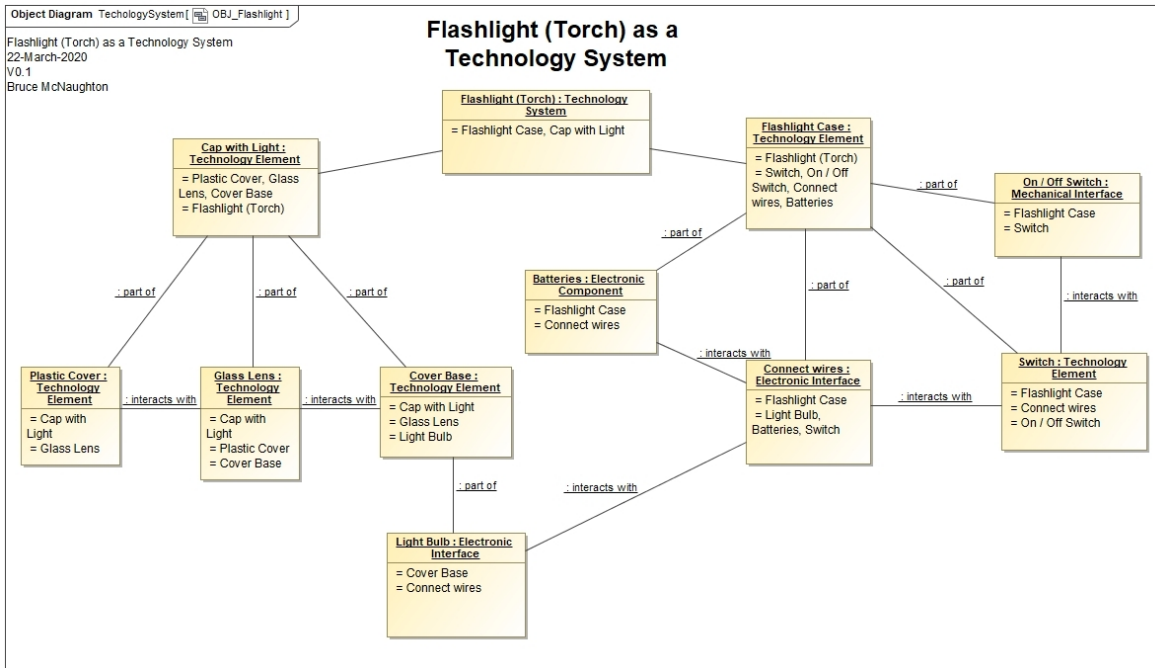 Object Diagram TechologySystem[ OBJ_Flashlight ]
Flashlight (Torch) as a Technology System
22-March-2020
V0.1
Bruce McNaughton
Flashlight (Torch) as a
Technology System
Flashlight (Torch) : Technology
System
= Flashlight Case, Cap with Light
Cap with Light :
Technology Element
= Plastic Cover, Glass
Lens, Cover Base
= Flashlight (Torch)
Flashlight Case :
Technology Element
= Flashlight (Torch)
= Switch, On / Off
Switch, Connect
wires, Batteries
On / Off Switch :
Mechanical Interface
= Flashlight Case
= Switch
: part of
: part of
Batteries : Electronic
Component
= Flashlight Case
= Connect wires
: part of
: part of
: part of
: part of
: interacts with
: interacts with
Plastic Cover :
Technology
Element
= Cap with
Light
= Glass Lens
: interacts with
Glass Lens :
Technology
Element
= Cap with
Light
= Plastic Cover
= Cover Base
: interacts with
Cover Base :
Technology Element
= Cap with Light
= Glass Lens
= Light Bulb
Connect wires :
Electronic Interface
= Flashlight Case
= Light Bulb,
Batteries, Switch
: interacts with
Switch : Technology
Element
= Flashlight Case
= Connect wires
= On / Off Switch
: part of
: interacts with
Light Bulb : Electronic
Interface
= Cover Base
= Connect wires